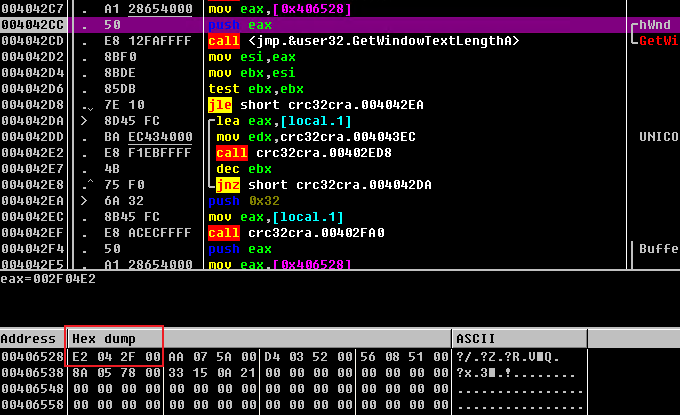 004042C7 . A1 28654000 mov eax,[0x406528]
004042CC . 50 push eax hWnd
004042CD . E8 12FAFFFF call <jmp.&user32.GetWindowTextLengthA> GetWi
004042D2 . 8BF0 mov esi,eax
004042D4 . 8BDE mov ebx,esi
004042D6 . 85DB test ebx,ebx
004042D8 .⌄ 7E 10 jle short crc32cra.004042EA
004042DA > 8D45 FC lea eax,[local.1]
004042DD . BA EC434000 mov edx,crc32cra.004043EC UNICO
004042E2 . E8 F1EBFFFF call crc32cra.00402ED8
004042E7 . 4B dec ebx
004042E8 .^ 75 F0 jnz short crc32cra.004042DA
004042EA > 6A 32 push 0x32
004042EC . 8B45 FC mov eax,[local.1]
004042EF . E8 ACECFFFF call crc32cra.00402FA0
004042F4 . 50 push eax Buffe
004042F5 . A1 28654000 mov eax,[0x406528]
eax=002F04E2
Address Hex dump ASCII
00406528 E2 04 2F 00 AA 07 5A 00 D4 03 52 00 56 08 51 00 ?/.?Z.?R.V■Q.
00406538 8A 05 78 00 33 15 0A 21 00 00 00 00 00 00 00 00 ?x.3■.!........
00406548 00 00 00 00 00 00 00 00 00 00 00 00 00 00 00 00 ................
00406558 00 00 00 00 00 00 00 00 00 00 00 00 00 00 00 00 ................